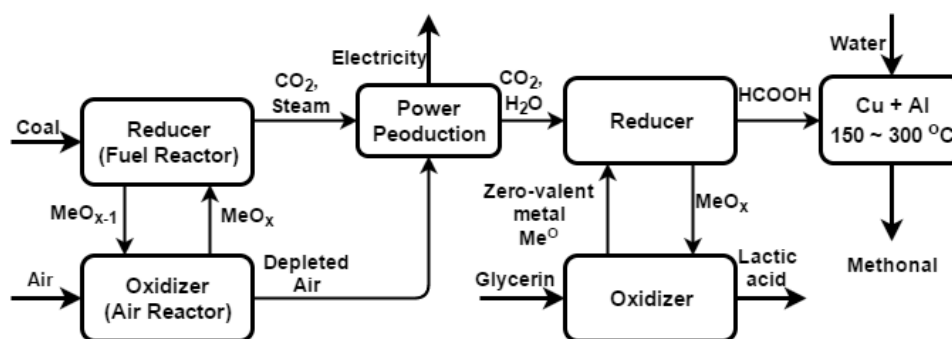 Electricity
Water
CO2,
Steam
CO2,
H2O
HCOOH
Coal
Reducer
(Fuel Reactor)
Power
Peoduction
Reducer
Cu + Al
150 ~ 300 ºC
MeOx-1
MeOx
Zero-valent
metal
MeO
MeOx
Air
Oxidizer
(Air Reactor)
Depleted
Air
Glycerin
Oxidizer
Lactic
acid
Methonal